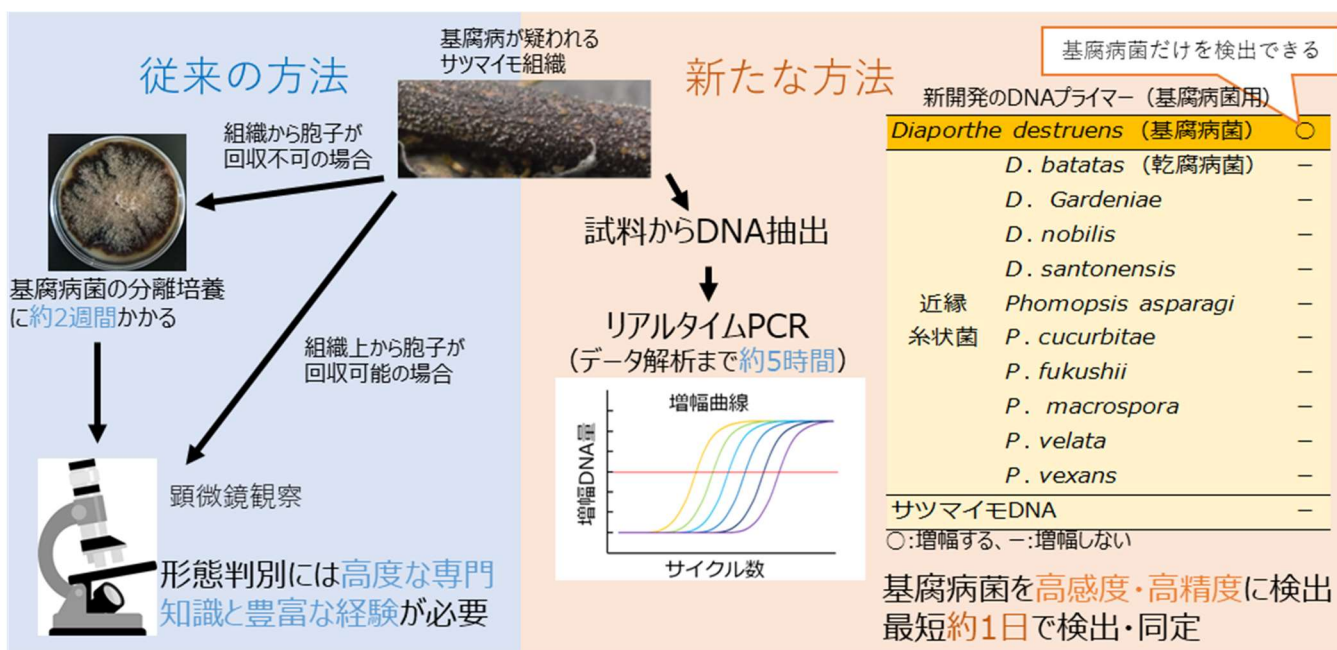 従来の方法
基腐病が疑われる
サツマイモ組織
組織から胞子が
回収不可の場合
基腐病菌の分離培養
に約2週間かかる
組織上から胞子が
回収可能の場合
顕微鏡観察
形態判別には高度な専門
知識と豊富な経験が必要
新たな方法
試料からDNA抽出
リアルタイムPCR
(データ解析まで約5時間)
増幅曲線
増幅DNA量
サイクル数
基腐病菌だけを検出できる
新開発のDNAプライマー(基腐病菌用)
Diaporthe destruens (基腐病菌) ○
D. batatas (乾腐病菌) −
D. Gardeniae −
D. nobilis −
D. santonensis −
近縁 Phomopsis asparagi −
糸状菌 P. cucurbitae −
P. fukushii −
P. macrospora −
P. velata −
P. vexans −
サツマイモDNA −
○:増幅する、−:増幅しない
基腐病菌を高感度・高精度に検出
最短約1日で検出・同定